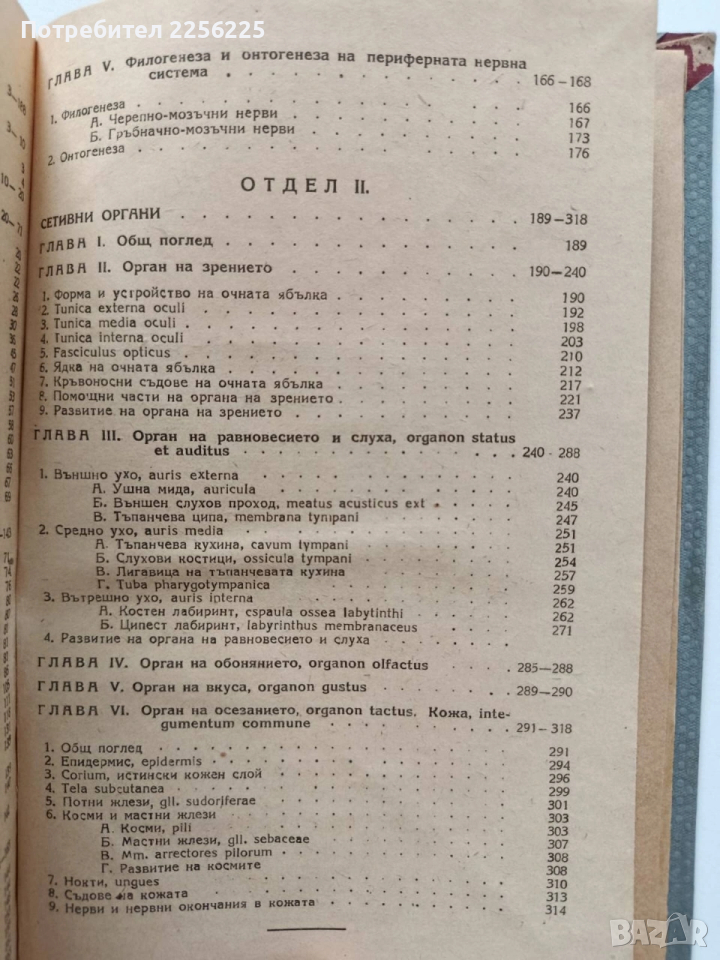 Потребител 2256225
ГЛАВА V. Филогенеза и онтогенеза на периферната нервна
система 166—168
1. Филогенеза 166
А. Черепно-мозъчни нерви 167
Б. Гръбначно-мозъчни нерви 173
2. Онтогенеза 176
ОТДЕЛ II.
СЕТИВНИ ОРГАНИ 189—318
ГЛАВА I. Общ поглед 189
ГЛАВА II. Орган на зрението 190—240
1. Форма и устройство на очната ябълка 190
2. Tunica externa oculi 192
3. Tunica media oculi 198
4. Tunica interna oculi 203
5. Fasciculus opticus 210
6. Ядка на очната ябълка 212
7. Кръвоносни съдове на очната ябълка 217
8. Помощни части на органа на зрението 221
9. Развитие на органа на зрението 237
ГЛАВА III. Орган на равновесието и слуха, organon status
et auditus 240-288
1. Външно ухо, auris externa 240
А. Ушна мида, auricula 240
Б. Външен слухов проход, meatus acusticus ext 245
В. Тъпанчева ципа, membrana tympani 247
2. Средно ухо, auris media 251
А. Тъпанчева кухина, cavum tympani 251
Б. Слухови костици, ossicula tympani 254
В. Лигавица на тъпанчевата кухина 257
Г. Tuba pharygotympanica 259
3. Вътрешно ухо, auris interna 262
А. Костен лабиринт, cspaula ossea labytinthi 262
Б. Ципест лабиринт, labyrinthus membranaceus 271
4. Развитие на органа на равновесието и слуха
ГЛАВА IV. Орган на обонянието, organon olfactus 285—288
ГЛАВА V. Орган на вкуса, organon gustus 289—290
ГЛАВА VI. Орган на осезанието, organon tactus. Кожа, inte-
gumentum commune 291—318
1. Общ поглед 291
2. Епидермис, epidermis 294
3. Corium, истински кожен слой 296
4. Tela subcutanea 299
5. Потни жлези, gll. sudoriferae 301
6. Косми и мастни жлези 303
А. Косми, pili 303
Б. Мастни жлези, gll. sebaceae 307
В. Mm. arrectores pilorum 308
Г. Развитие на космите 308
7. Нокти, ungues 310
8. Съдове на кожата 313
9. Нерви и нервни окончания в кожата 314
BAZAR